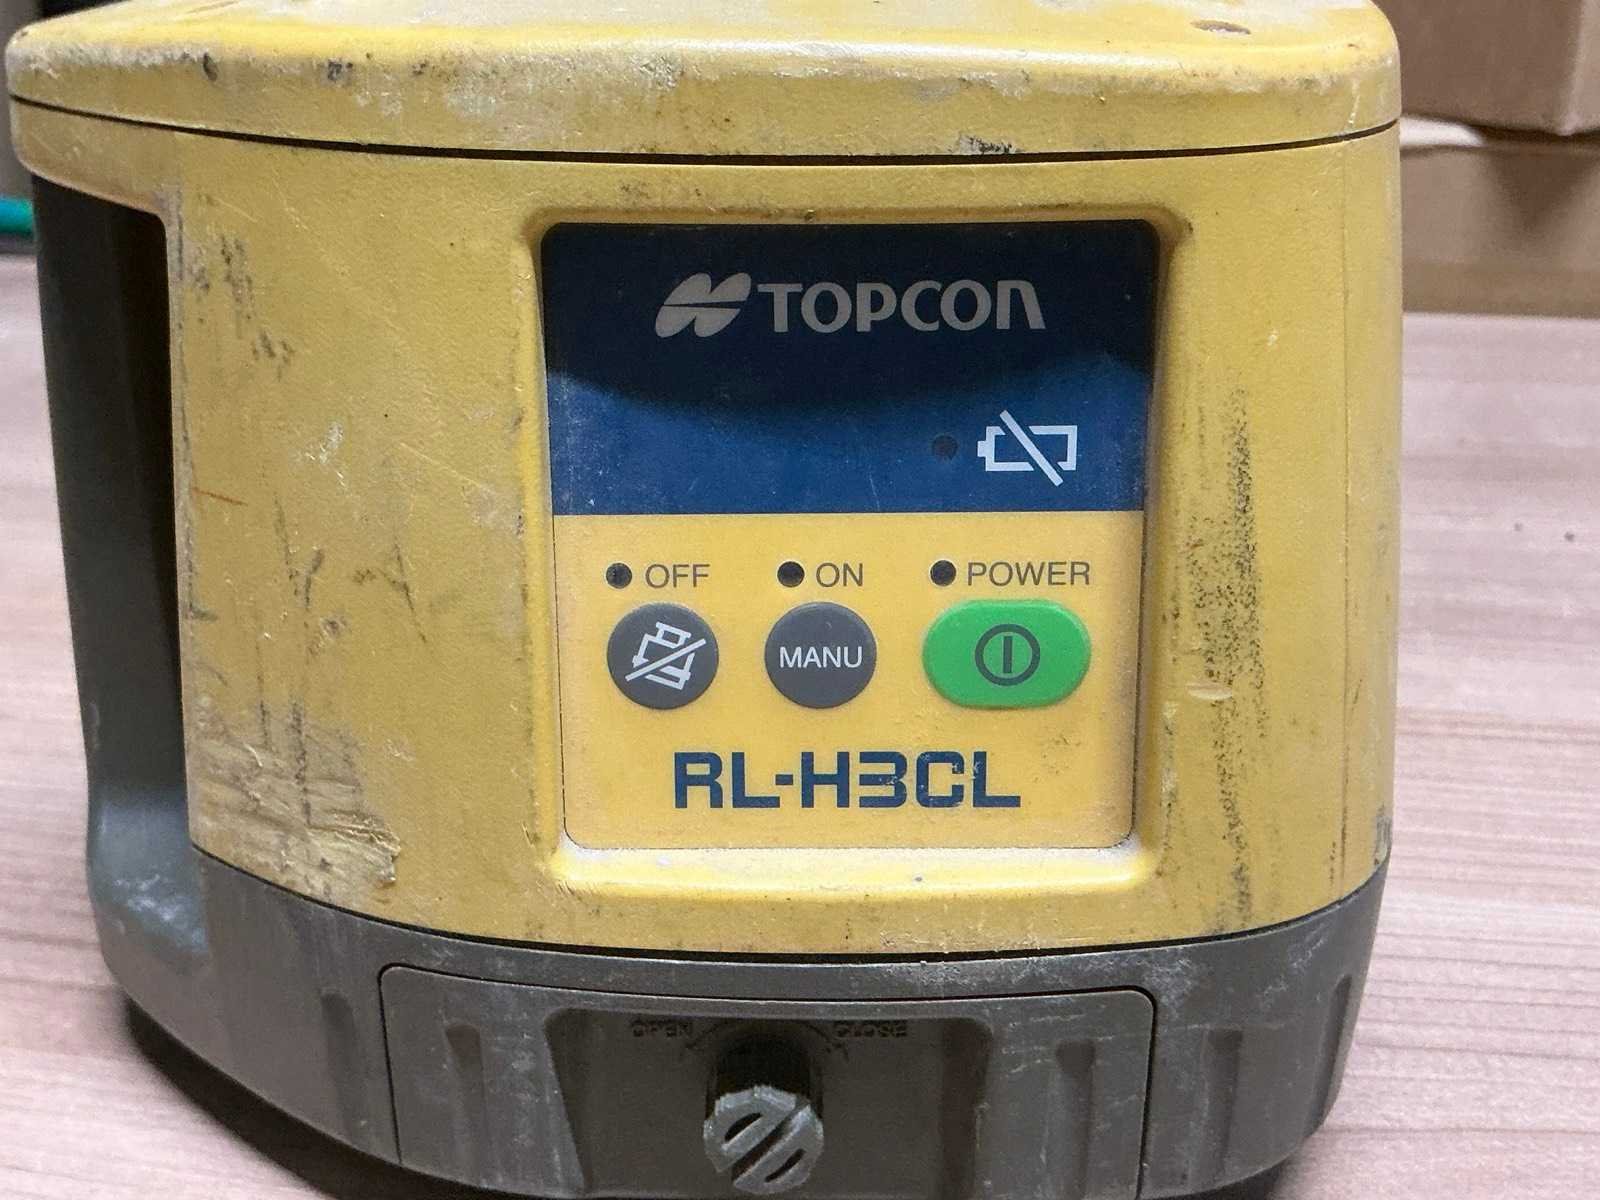 TOPCON
OFF ON POWER
MANU
RL-H3CL
OPEN CLOSE